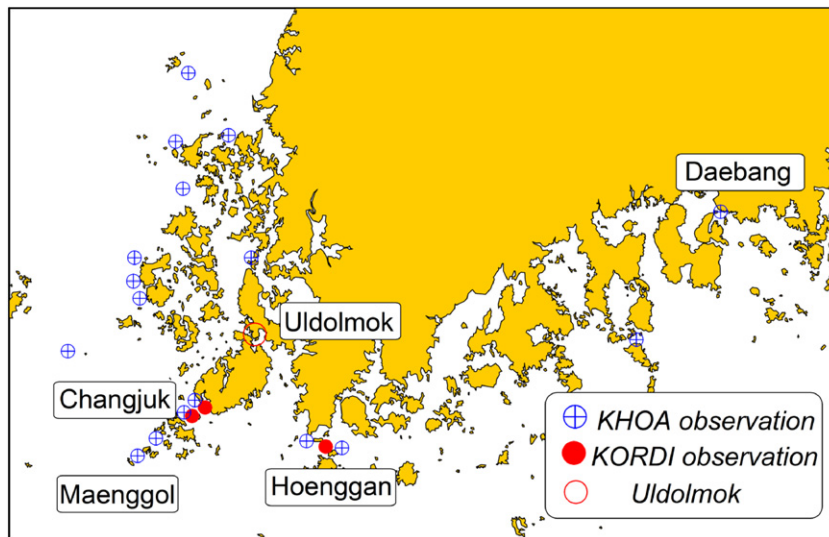 Daebang
Uldolmok
Changjuk
Maenggol
Hoenggan
KHOA observation
KORDI observation
Uldolmok